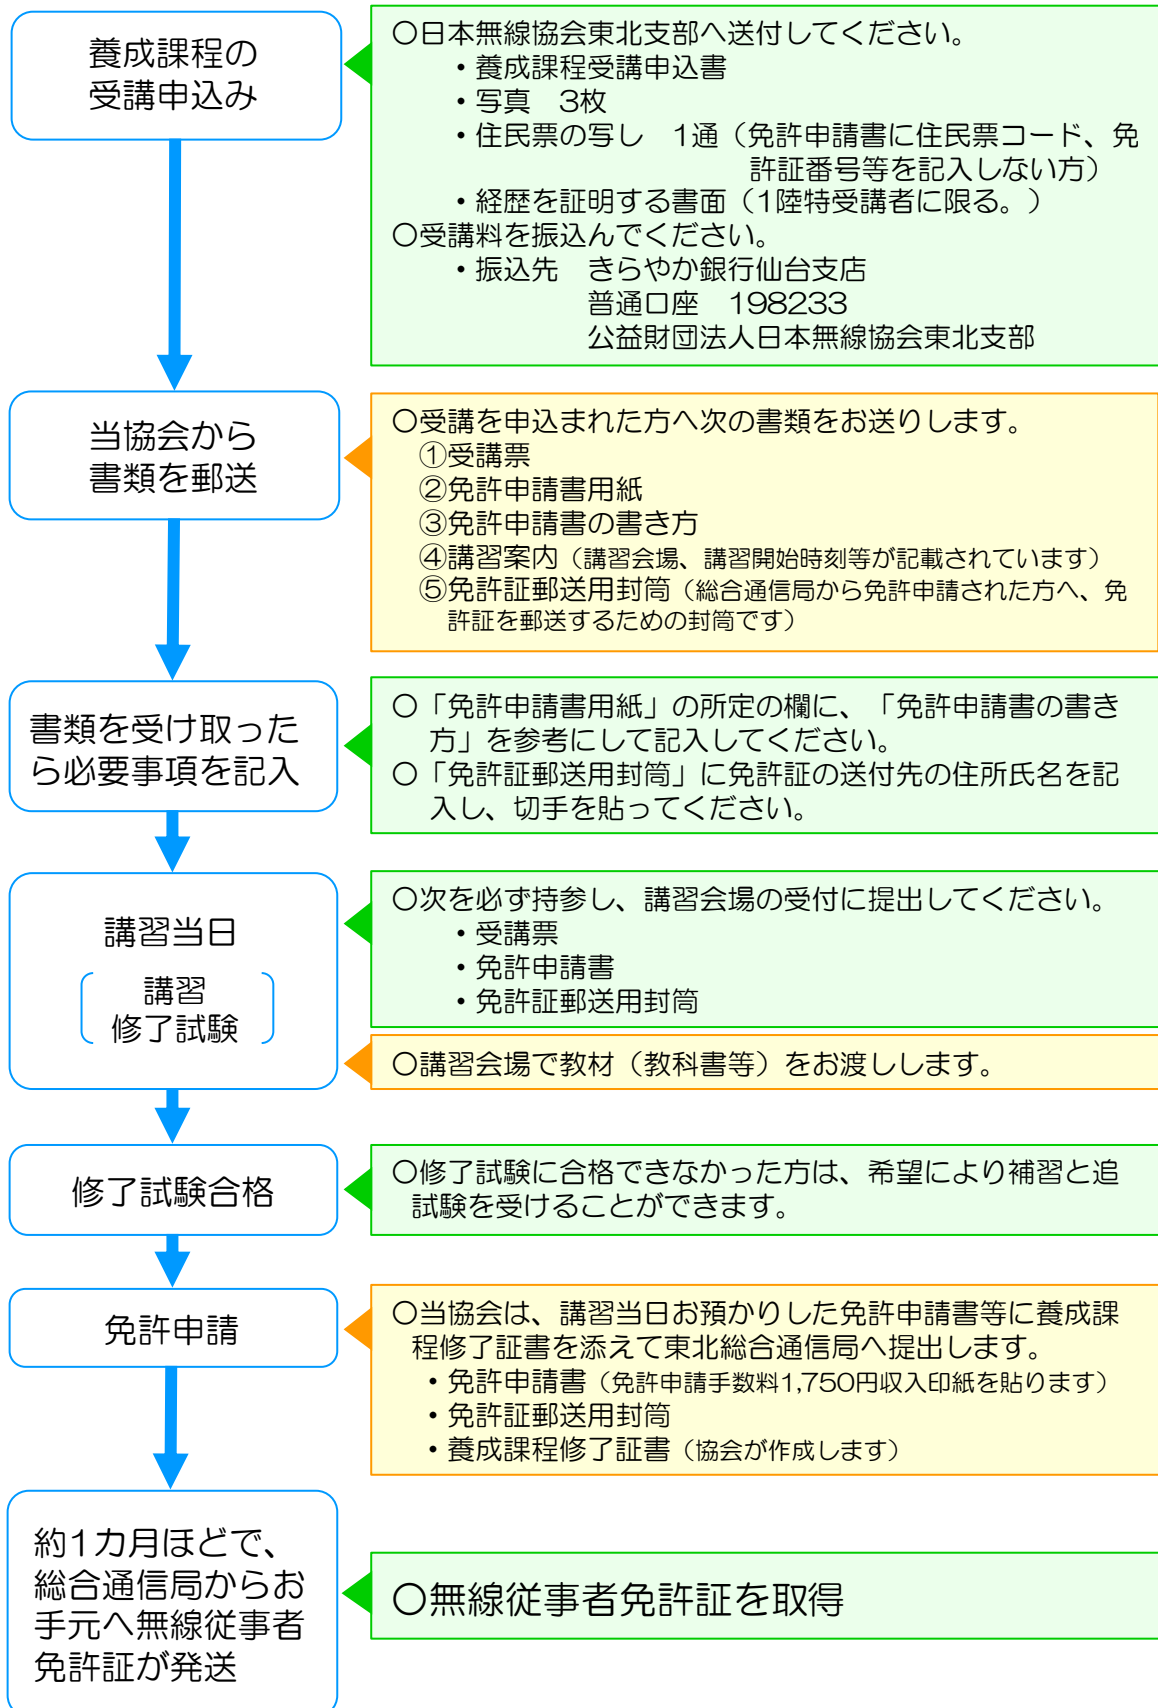 養成課程の
受講申込み
〇日本無線協会東北支部へ送付してください。
・養成課程受講申込書
・写真　3枚
・住民票の写し　1通（免許申請書に住民票コード、免
許証番号等を記入しない方）
・経歴を証明する書面（1陸特受講者に限る。）
〇受講料を振込んでください。
・振込先　きらやか銀行仙台支店
普通口座　198233
公益財団法人日本無線協会東北支部
当協会から
書類を郵送
〇受講を申込まれた方へ次の書類をお送りします。
①受講票
②免許申請書用紙
③免許申請書の書き方
④講習案内（講習会場、講習開始時刻等が記載されています）
⑤免許証郵送用封筒（総合通信局から免許申請された方へ、免
許証を郵送するための封筒です）
書類を受け取った
ら必要事項を記入
〇「免許申請書用紙」の所定の欄に、「免許申請書の書き
方」を参考にして記入してください。
〇「免許証郵送用封筒」に免許証の送付先の住所氏名を記
入し、切手を貼ってください。
講習当日
講習
修了試験
〇次を必ず持参し、講習会場の受付に提出してください。
・受講票
・免許申請書
・免許証郵送用封筒
〇講習会場で教材（教科書等）をお渡しします。
修了試験合格
〇修了試験に合格できなかった方は、希望により補習と追
試験を受けることができます。
免許申請
〇当協会は、講習当日お預かりした免許申請書等に養成課
程修了証書を添えて東北総合通信局へ提出します。
・免許申請書（免許申請手数料1,750円収入印紙を貼ります）
・免許証郵送用封筒
・養成課程修了証書（協会が作成します）
約1カ月ほどで、
総合通信局からお
手元へ無線従事者
免許証が発送
〇無線従事者免許証を取得